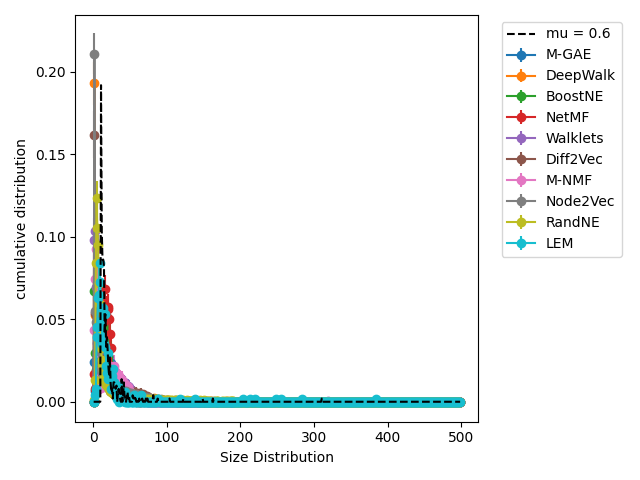 0.20
0.15
0.10
0.05
0.00
cumulative distribution
0
100
200
300
400
500
Size Distribution
mu = 0.6
M-GAE
DeepWalk
BoostNE
NetMF
Walklets
Diff2Vec
M-NMF
Node2Vec
RandNE
LEM